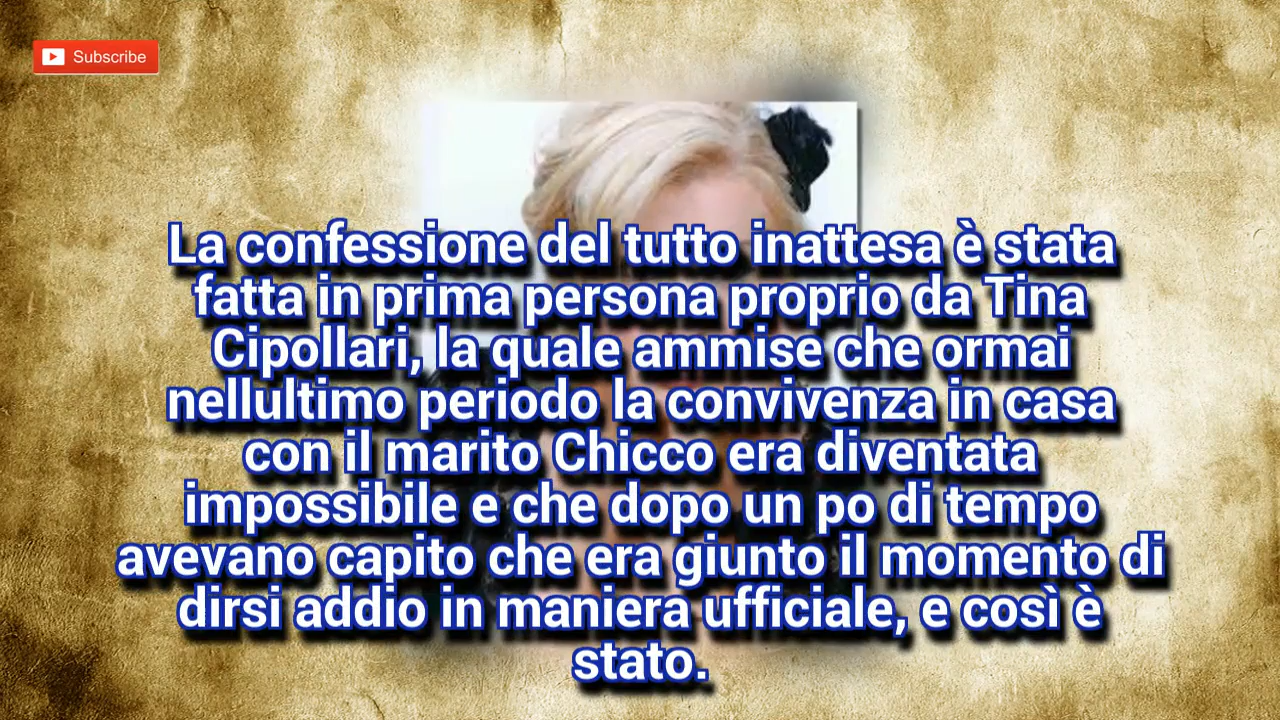 Subscribe
La confessione del tutto inattesa è stata
fatta in prima persona proprio da Tina
Cipollari, la quale ammise che ormai
nellultimo periodo la convivenza in casa
con il marito Chicco era diventata
impossibile e che dopo un po di tempo
avevano capito che era giunto il momento di
dirsi addio in maniera ufficiale, e così è
stato.